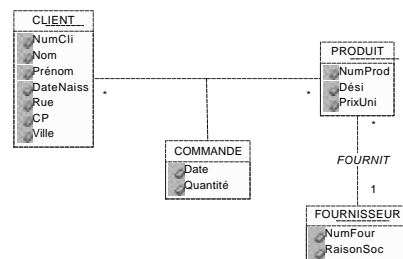 CLIENT
NumCli
Nom
Prénom
DateNaiss
Rue
CP
Ville
*
*
PRODUIT
NumProd
Dési
PrixUni
*
COMMANDE
Date
Quantité
FOURNIT
1
FOURNISSEUR
NumFour
RaisonSoc